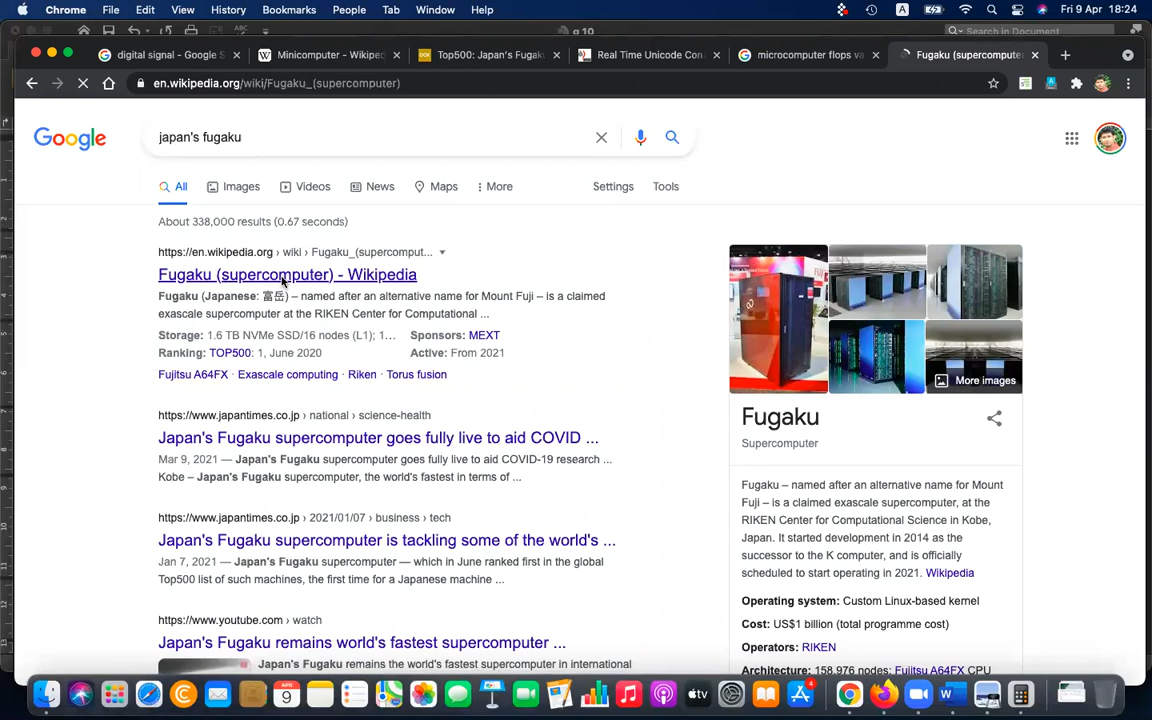 Chrome File Edit View History Bookmarks People Tab Window Help A Fri 9 Apr 18:24
g 10 Search in Document
digital signal - Google S Minicomputer - Wikiped Top500: Japan's Fugaku Real Time Unicode Con microcomputer flops va Fugaku (supercompute
en.wikipedia.org/wiki/Fugaku_(supercomputer)
Google
japan's fugaku
All Images Videos News Maps More Settings Tools
About 338,000 results (0.67 seconds)
https://en.wikipedia.org › wiki › Fugaku_(supercomput...
Fugaku (supercomputer) - Wikipedia
Fugaku (Japanese: 富岳) – named after an alternative name for Mount Fuji – is a claimed
exascale supercomputer at the RIKEN Center for Computational ...
Storage: 1.6 TB NVMe SSD/16 nodes (L1); 1... Sponsors: MEXT
Ranking: TOP500: 1, June 2020 Active: From 2021
Fujitsu A64FX · Exascale computing · Riken · Torus fusion
https://www.japantimes.co.jp › national › science-health
Japan's Fugaku supercomputer goes fully live to aid COVID ...
Mar 9, 2021 — Japan's Fugaku supercomputer goes fully live to aid COVID-19 research ...
Kobe – Japan's Fugaku supercomputer, the world's fastest in terms of ...
https://www.japantimes.co.jp › 2021/01/07 › business › tech
Japan's Fugaku supercomputer is tackling some of the world's ...
Jan 7, 2021 — Japan's Fugaku supercomputer — which in June ranked first in the global
Top500 list of such machines, the first time for a Japanese machine ...
https://www.youtube.com › watch
Japan's Fugaku remains world's fastest supercomputer ...
Japan's Fugaku remains the world's fastest supercomputer in international
More images
Fugaku
Supercomputer
Fugaku – named after an alternative name for Mount
Fuji – is a claimed exascale supercomputer, at the
RIKEN Center for Computational Science in Kobe,
Japan. It started development in 2014 as the
successor to the K computer, and is officially
scheduled to start operating in 2021. Wikipedia
Operating system: Custom Linux-based kernel
Cost: US$1 billion (total programme cost)
Operators: RIKEN
Architecture: 158,976 nodes; Fujitsu A64FX CPU
APR
9
tv
4